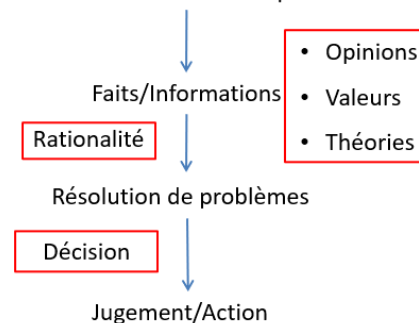 Faits/Informations
• Opinions
• Valeurs
• Théories
Rationalité
Résolution de problèmes
Décision
Jugement/Action